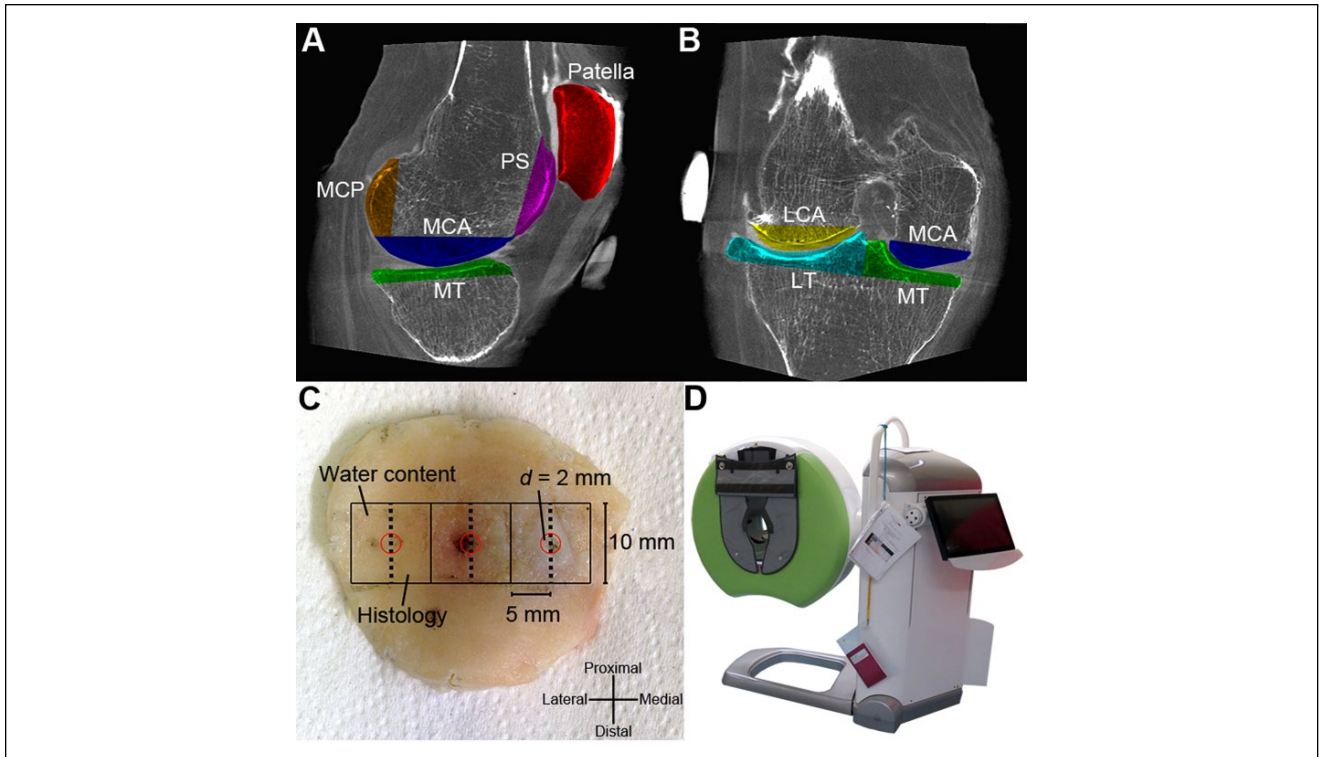 A
B
Patella
PS
MCP
MCA
MT
LCA
MCA
LT
MT
C
D
Water content
d = 2 mm
10 mm
Histology
5 mm
Proximal
Lateral
Medial
Distal